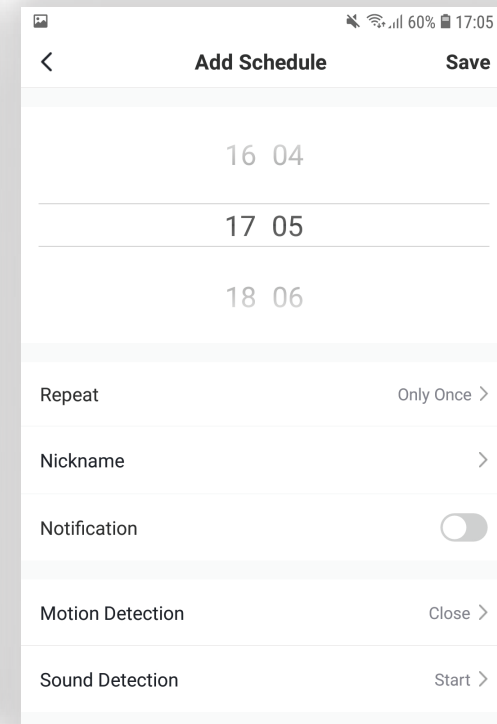 60% 17:05
Add Schedule Save
16 04
17 05
18 06
Repeat Only Once
Nickname
Notification
Motion Detection Close
Sound Detection Start